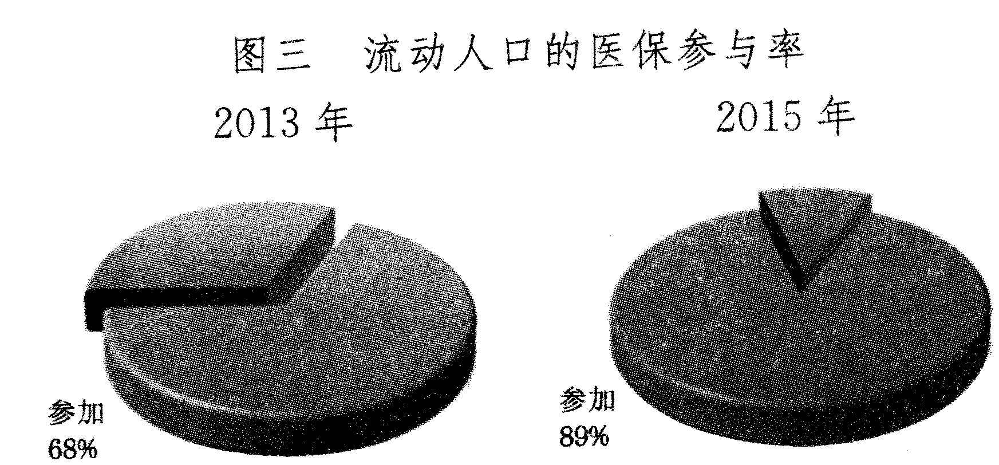 图三 流动人口的医保参与率
2013 年
2015 年
参加
68%
参加
89%